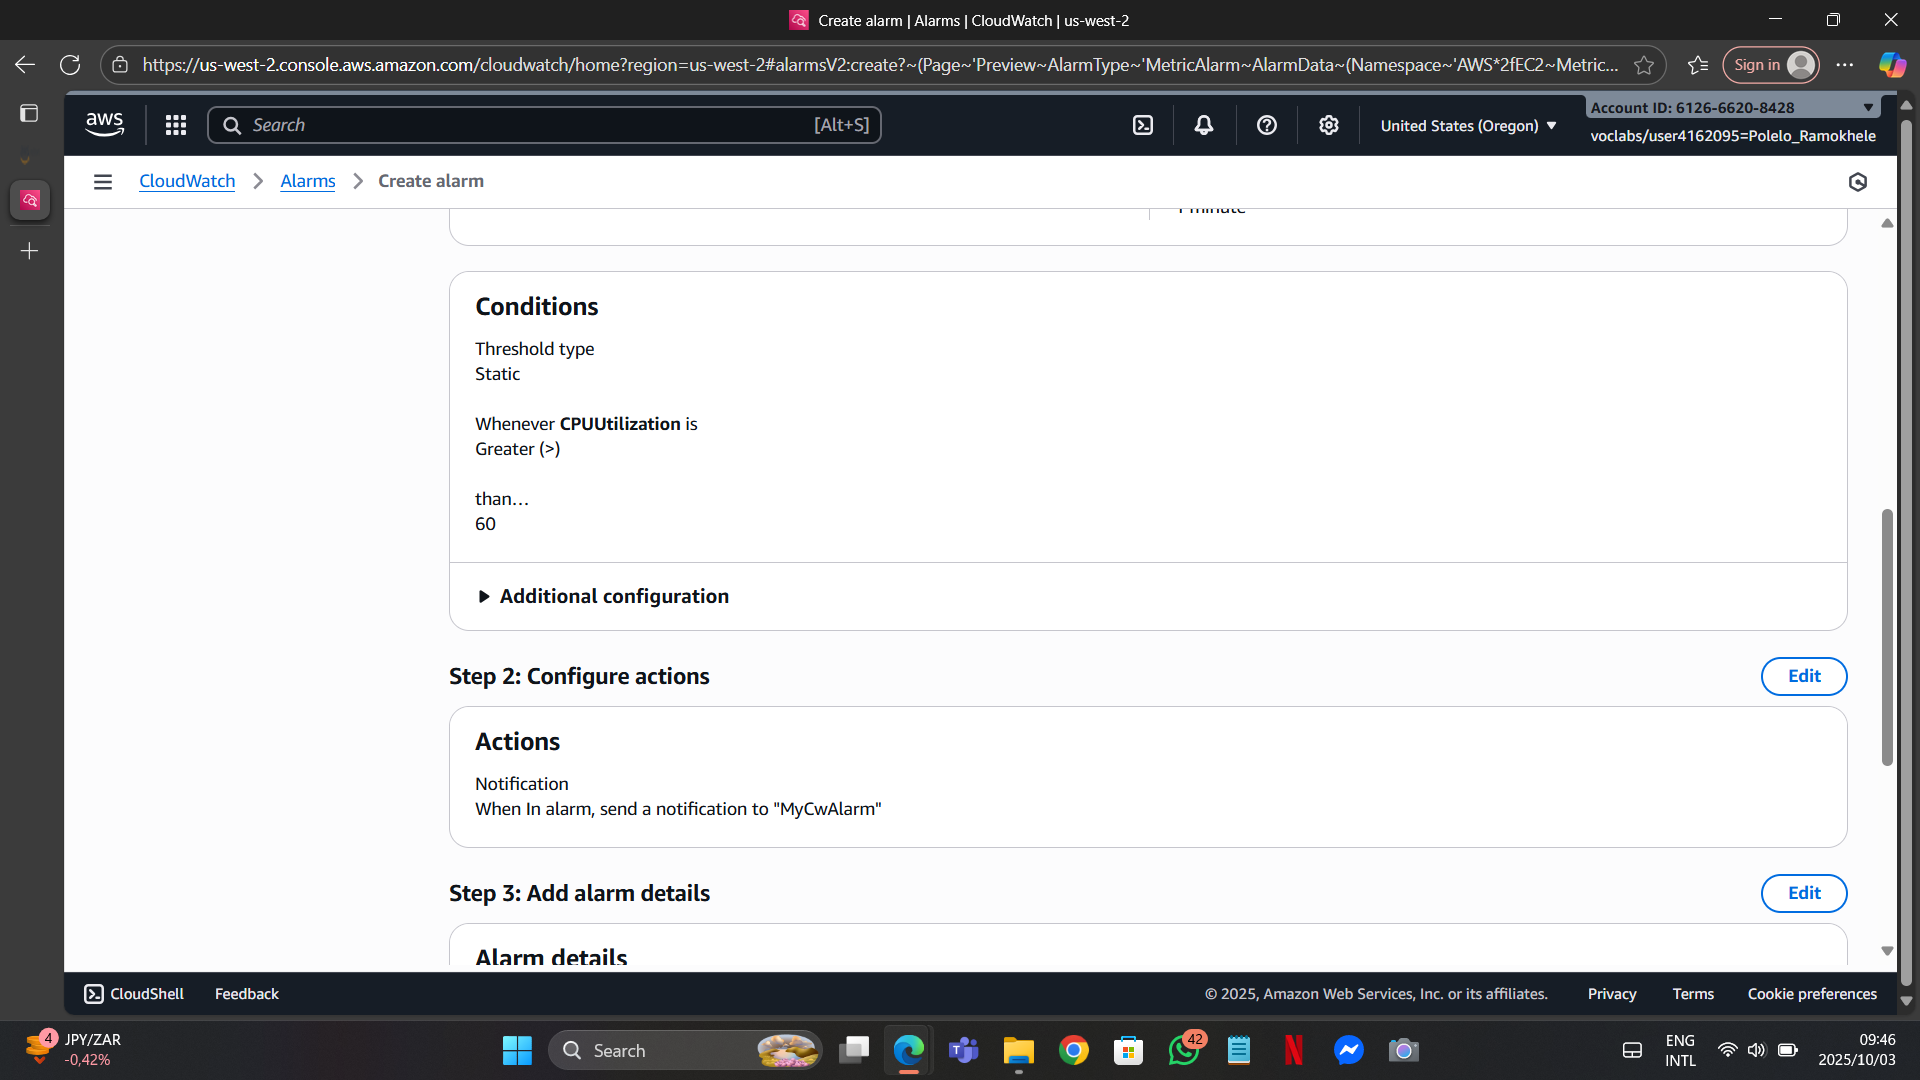 Create alarm | Alarms | CloudWatch | us-west-2
https://us-west-2.console.aws.amazon.com/cloudwatch/home?region=us-west-2#alarmsV2:create?~(Page~'Preview~AlarmType~'MetricAlarm~AlarmData~(Namespace~'AWS*2fEC2~Metric...
Sign in
aws
Search
[Alt+S]
United States (Oregon)
Account ID: 6126-6620-8428
voclabs/user4162095=Polelo_Ramokhele
CloudWatch
Alarms
Create alarm
1 minute
Conditions
Threshold type
Static
Whenever CPUUtilization is
Greater (>)
than…
60
Additional configuration
Step 2: Configure actions
Edit
Actions
Notification
When In alarm, send a notification to "MyCwAlarm"
Step 3: Add alarm details
Edit
Alarm details
CloudShell
Feedback
© 2025, Amazon Web Services, Inc. or its affiliates.
Privacy
Terms
Cookie preferences
4
JPY/ZAR
-0,42%
Search
42
ENG
INTL
09:46
2025/10/03